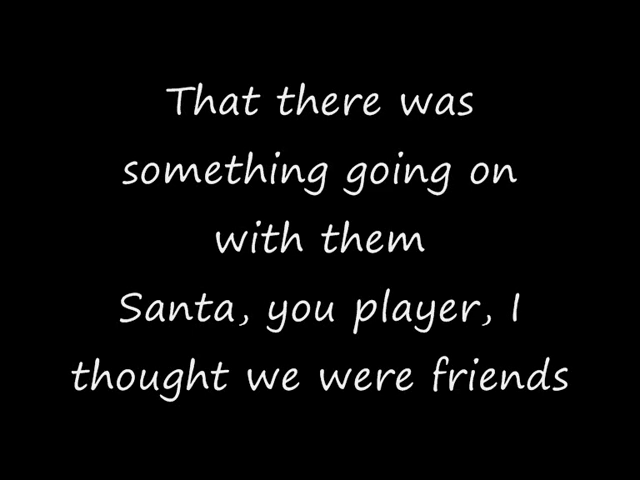 That there was
something going on
with them
Santa, you player, I
thought we were friends